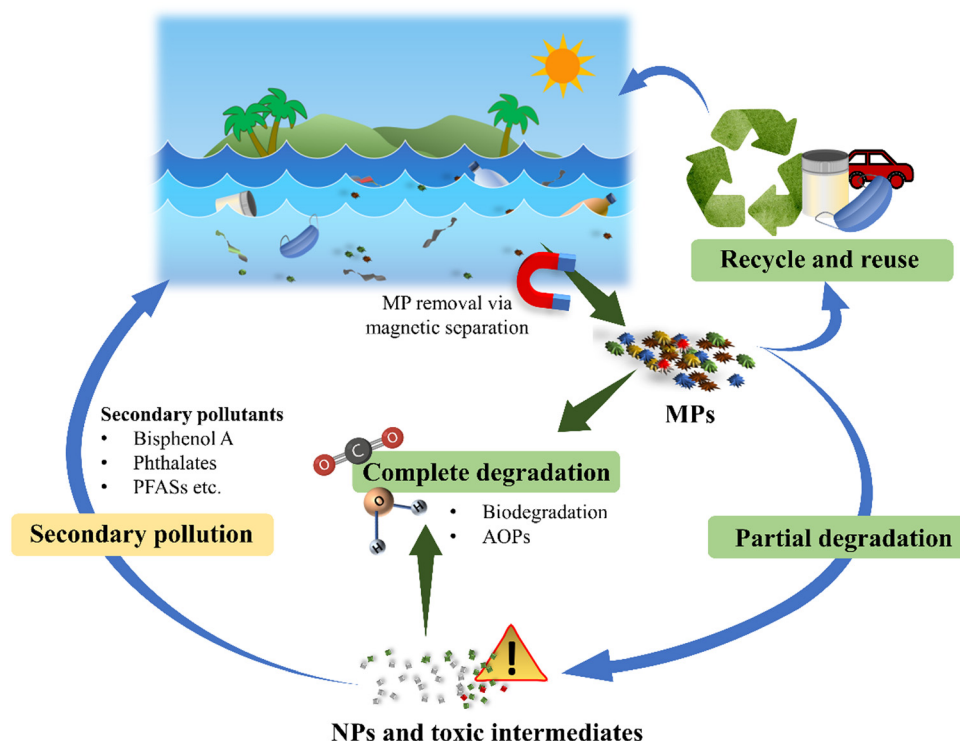 Recycle and reuse
MP removal via
magnetic separation
MPs
Secondary pollutants
• Bisphenol A
• Phthalates
• PFASs etc.
O C O
Complete degradation
O H
H
• Biodegradation
• AOPs
Secondary pollution
Partial degradation
!
NPs and toxic intermediates